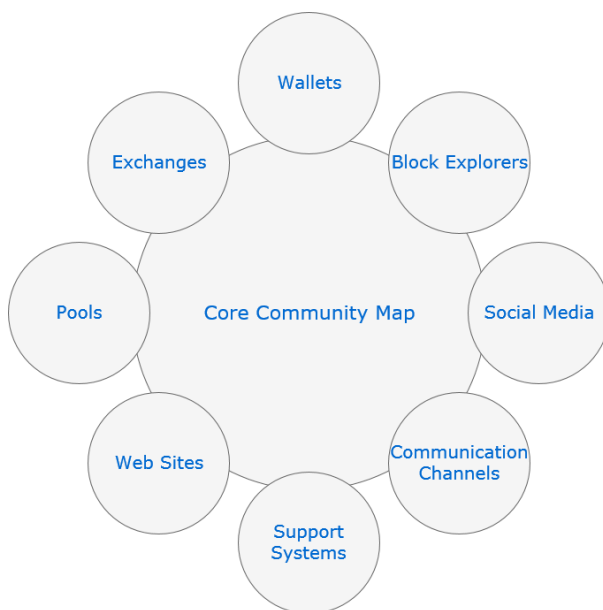 Wallets
Exchanges
Block Explorers
Pools
Core Community Map
Social Media
Web Sites
Communication
Channels
Support
Systems